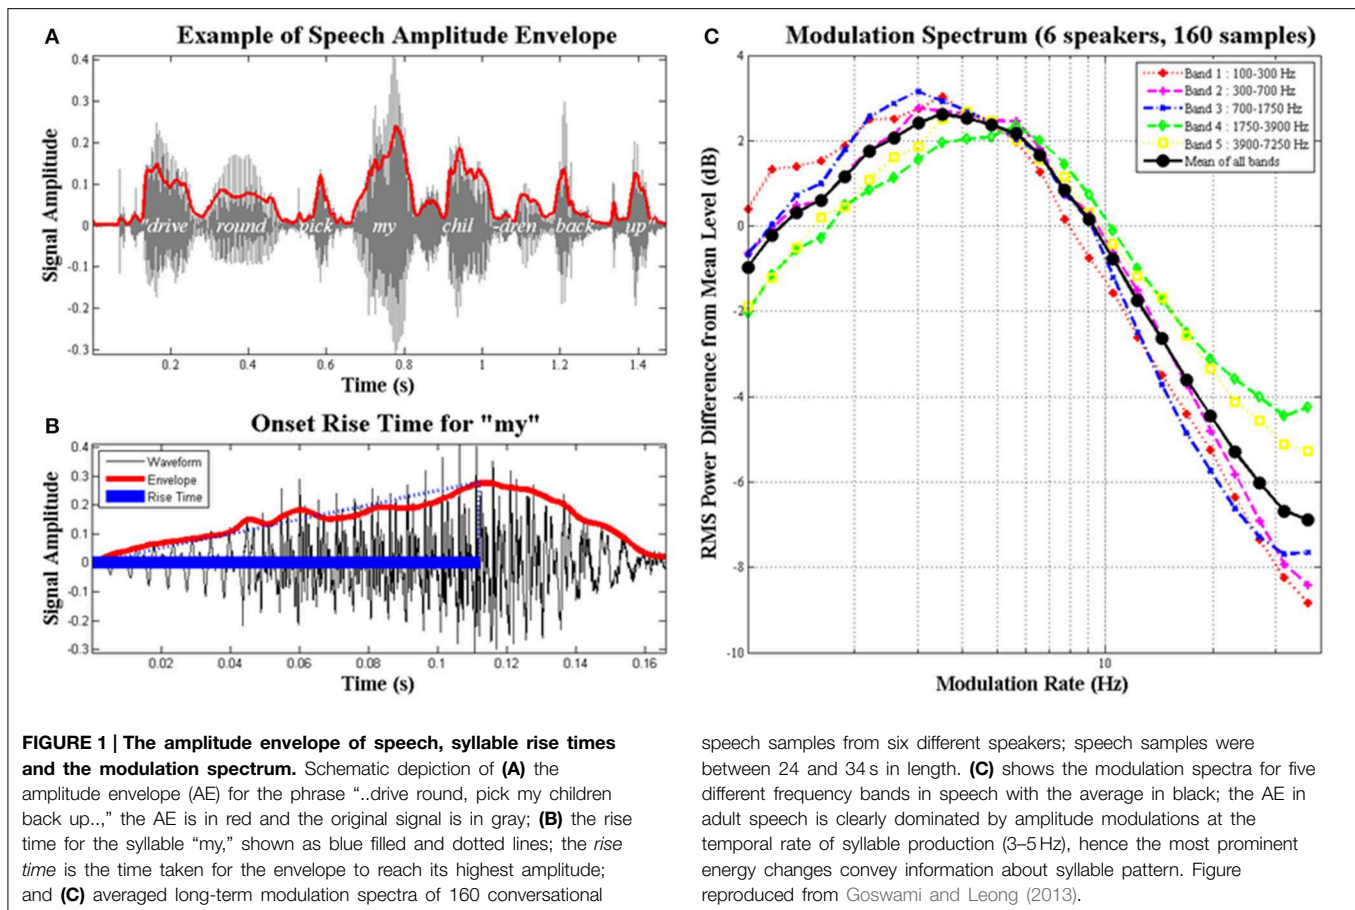 A
Example of Speech Amplitude Envelope
0.4
0.3
0.2
0.1
0
-0.1
-0.2
-0.3
Signal Amplitude
"drive round pick my chil -dren back up"
0.2 0.4 0.6 0.8 1 1.2 1.4
Time (s)
B
Onset Rise Time for "my"
0.4
0.3
0.2
0.1
0
-0.1
-0.2
-0.3
Signal Amplitude
Waveform
Envelope
Rise Time
0.02 0.04 0.06 0.08 0.1 0.12 0.14 0.16
Time (s)
C
Modulation Spectrum (6 speakers, 160 samples)
4
2
0
-2
-4
-6
-8
-10
RMS Power Difference from Mean Level (dB)
Band 1 : 100-300 Hz
Band 2 : 300-700 Hz
Band 3 : 700-1750 Hz
Band 4 : 1750-3900 Hz
Band 5 : 3900-7250 Hz
Mean of all bands
10
Modulation Rate (Hz)
FIGURE 1 | The amplitude envelope of speech, syllable rise times
and the modulation spectrum. Schematic depiction of (A) the
amplitude envelope (AE) for the phrase “..drive round, pick my children
back up..,” the AE is in red and the original signal is in gray; (B) the rise
time for the syllable “my,” shown as blue filled and dotted lines; the rise
time is the time taken for the envelope to reach its highest amplitude;
and (C) averaged long-term modulation spectra of 160 conversational
speech samples from six different speakers; speech samples were
between 24 and 34 s in length. (C) shows the modulation spectra for five
different frequency bands in speech with the average in black; the AE in
adult speech is clearly dominated by amplitude modulations at the
temporal rate of syllable production (3–5 Hz), hence the most prominent
energy changes convey information about syllable pattern. Figure
reproduced from Goswami and Leong (2013).